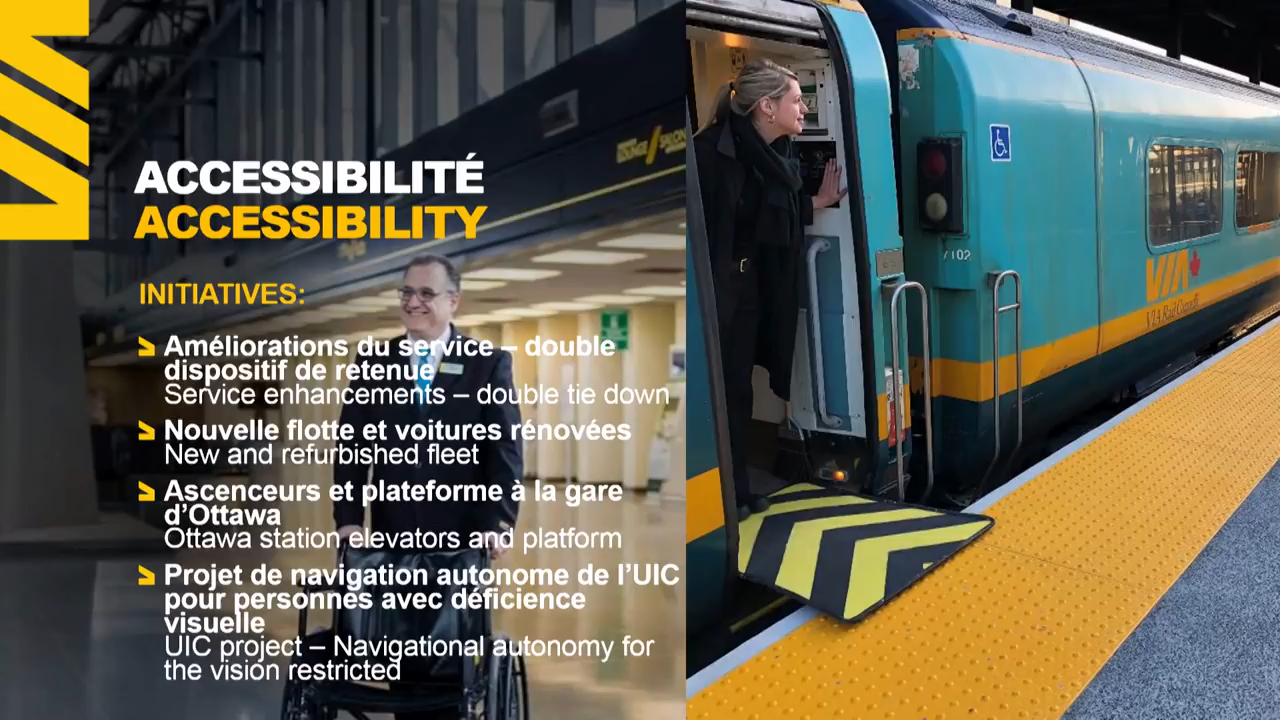 ACCESSIBILITÉ
ACCESSIBILITY
INITIATIVES:
Améliorations du service – double
dispositif de retenue
Service enhancements – double tie down
Nouvelle flotte et voitures rénovées
New and refurbished fleet
Ascenceurs et plateforme à la gare
d’Ottawa
Ottawa station elevators and platform
Projet de navigation autonome de l’UIC
pour personnes avec déficience
visuelle
UIC project – Navigational autonomy for
the vision restricted
LOUNGE SALON
7102
VIA
VIA Rail Canada